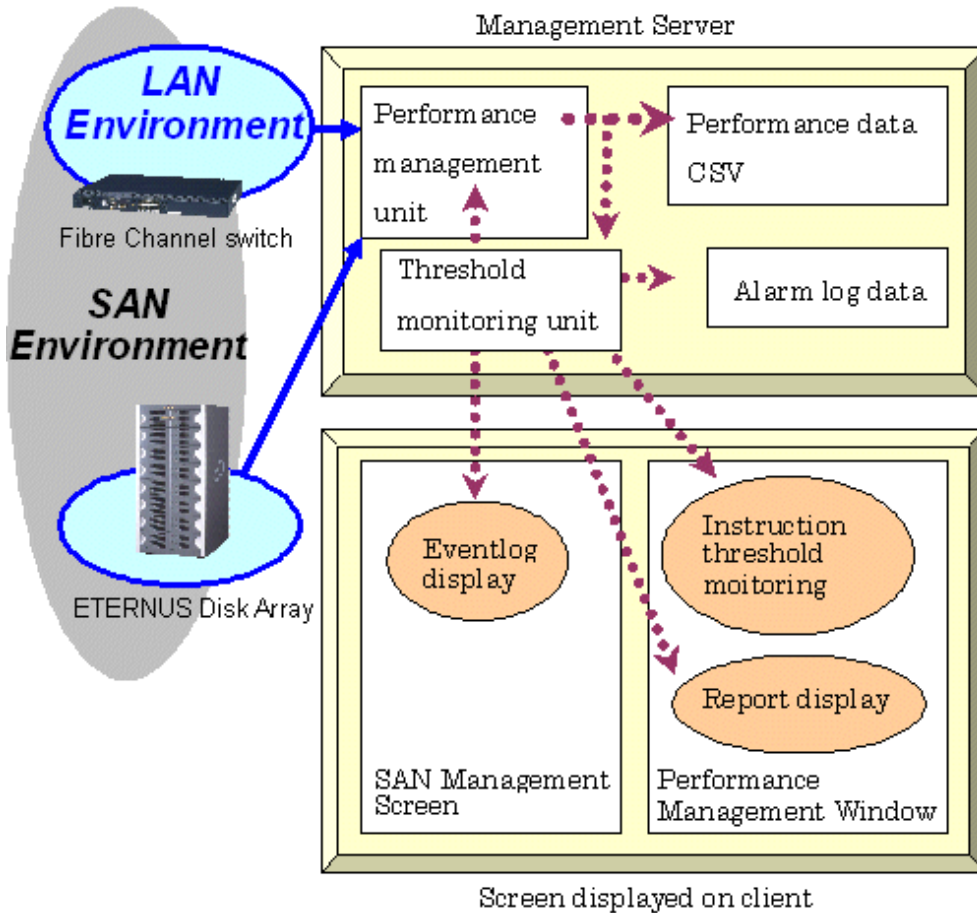 Management Server
LAN
Environment
Fibre Channel switch
SAN
Environment
ETERNUS Disk Array
Performance
management
unit
Performance data
CSV
Threshold
monitoring unit
Alarm log data
Eventlog
display
SAN Management
Screen
Instruction
threshold
moitoring
Report display
Performance
Management Window
Screen displayed on client